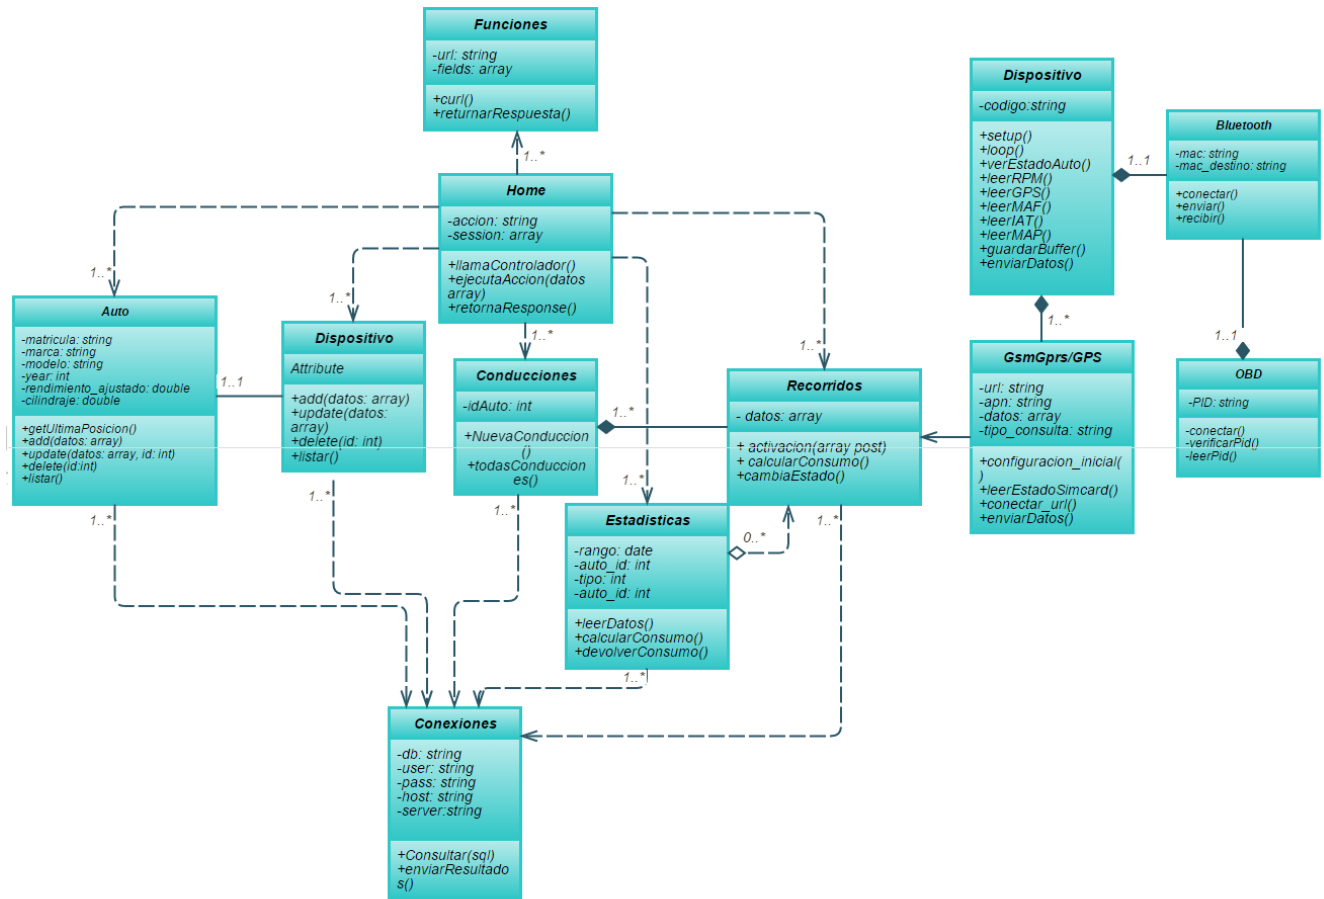 Funciones
-url: string
-fields: array
+curl()
+returnarRespuesta()
1..*
Home
-accion: string
-session: array
+llamaControlador()
+ejecutaAccion(datos
array)
+retornaResponse()
Dispositivo
-codigo:string
+setup()
+loop()
+verEstadoAuto()
+leerRPM()
+leerGPS()
+leerMAF()
+leerIAT()
+leerMAP()
+guardarBuffer()
+enviarDatos()
1..1
Bluetooth
-mac: string
-mac_destino: string
+conectar()
+enviar()
+recibir()
1..*
1..*
1..*
1..*
1..*
1..1
Auto
-matricula: string
-marca: string
-modelo: string
-year: int
-rendimiento_ajustado: double
-cilindraje: double
+getUltimaPosicion()
+add(datos: array)
+update(datos: array, id: int)
+delete(id:int)
+listar()
1..1
Dispositivo
Attribute
+add(datos: array)
+update(datos:
array)
+delete(id: int)
+listar()
Conducciones
-idAuto: int
+NuevaConduccion
()
+todasConduccion
es()
1..*
Recorridos
- datos: array
+ activacion(array post)
+ calcularConsumo()
+cambiaEstado()
GsmGprs/GPS
-url: string
-apn: string
-datos: array
-tipo_consulta: string
+configuracion_inicial(
)
+leerEstadoSimcard()
+conectar_url()
+enviarDatos()
OBD
-PID: string
-conectar()
-verificarPid()
-leerPid()
1..*
1..*
1..*
1..*
1..*
Estadisticas
-rango: date
-auto_id: int
-tipo: int
-auto_id: int
+leerDatos()
+calcularConsumo()
+devolverConsumo()
0..*
1..*
Conexiones
-db: string
-user: string
-pass: string
-host: string
-server:string
+Consultar(sql)
+enviarResultado
s()